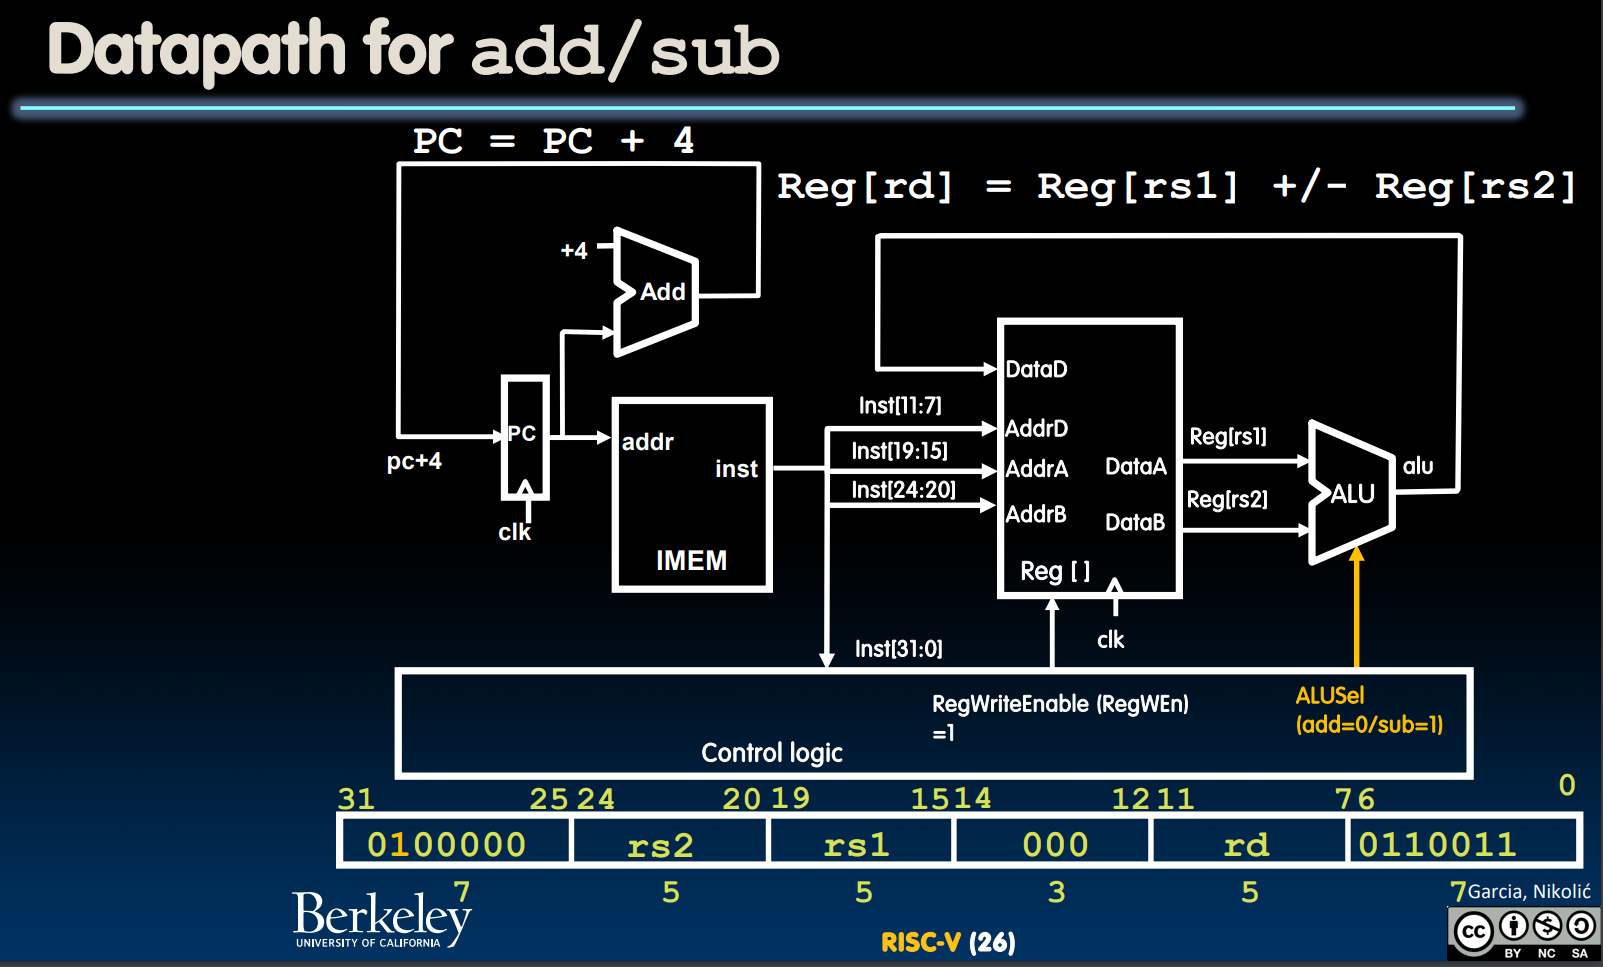 Datapath for add/sub
PC = PC + 4
Reg[rd] = Reg[rs1] +/- Reg[rs2]
+4
Add
pc+4
PC
clk
addr
inst
IMEM
Inst[11:7]
Inst[19:15]
Inst[24:20]
Inst[31:0]
DataD
AddrD
AddrA
AddrB
DataA
DataB
Reg [ ]
clk
Reg[rs1]
Reg[rs2]
ALU
alu
Control logic
RegWriteEnable (RegWEn)
=1
ALUSel
(add=0/sub=1)
31 25 24 20 19 15 14 12 11 7 6 0
0100000 rs2 rs1 000 rd 0110011
7 5 5 3 5 7
Garcia, Nikolić
Berkeley
UNIVERSITY OF CALIFORNIA
RISC-V (26)
cc
BY NC SA